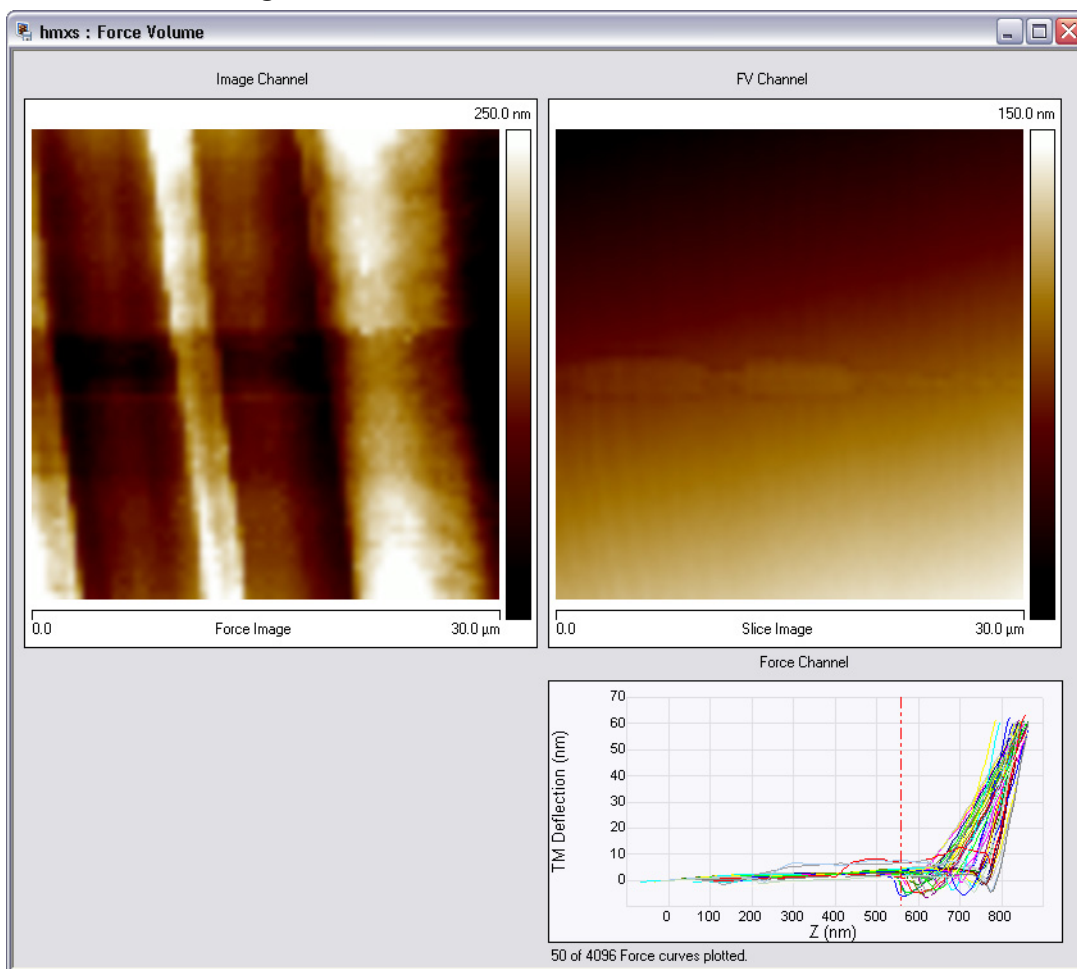 hmxs : Force Volume
Image Channel
FV Channel
250.0 nm
150.0 nm
0.0 Force Image 30.0 µm
0.0 Slice Image 30.0 µm
Force Channel
70
60
50
40
30
20
10
0
TM Deflection (nm)
0 100 200 300 400 500 600 700 800
Z (nm)
50 of 4096 Force curves plotted.